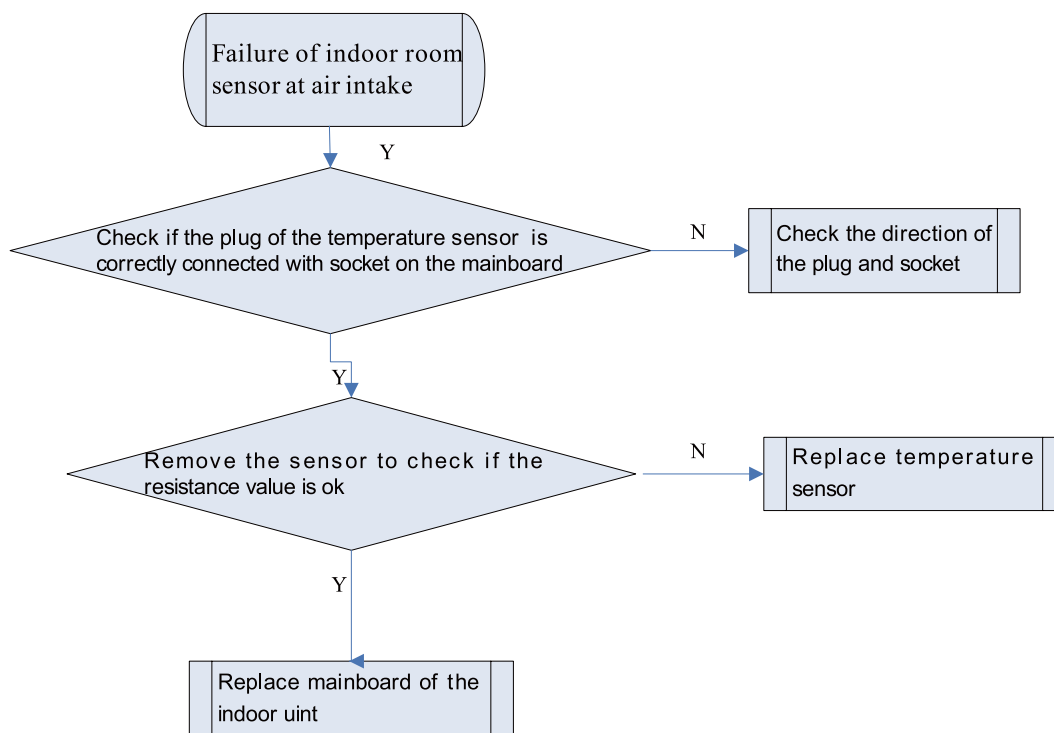 Failure of indoor room
sensor at air intake
Y
Check if the plug of the temperature sensor is
correctly connected with socket on the mainboard
N
Check the direction of
the plug and socket
Y
Remove the sensor to check if the
resistance value is ok
N
Replace temperature
sensor
Y
Replace mainboard of the
indoor uint